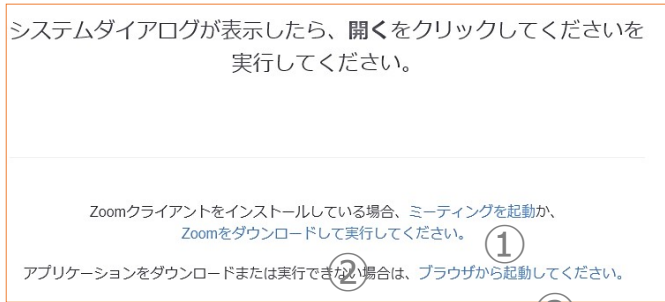 システムダイアログが表示したら、開くをクリックしてくださいを
実行してください。
Zoomクライアントをインストールしている場合、ミーティングを起動か、
Zoomをダウンロードして実行してください。
①
アプリケーションをダウンロードまたは実行できない場合は、ブラウザから起動してください。
②